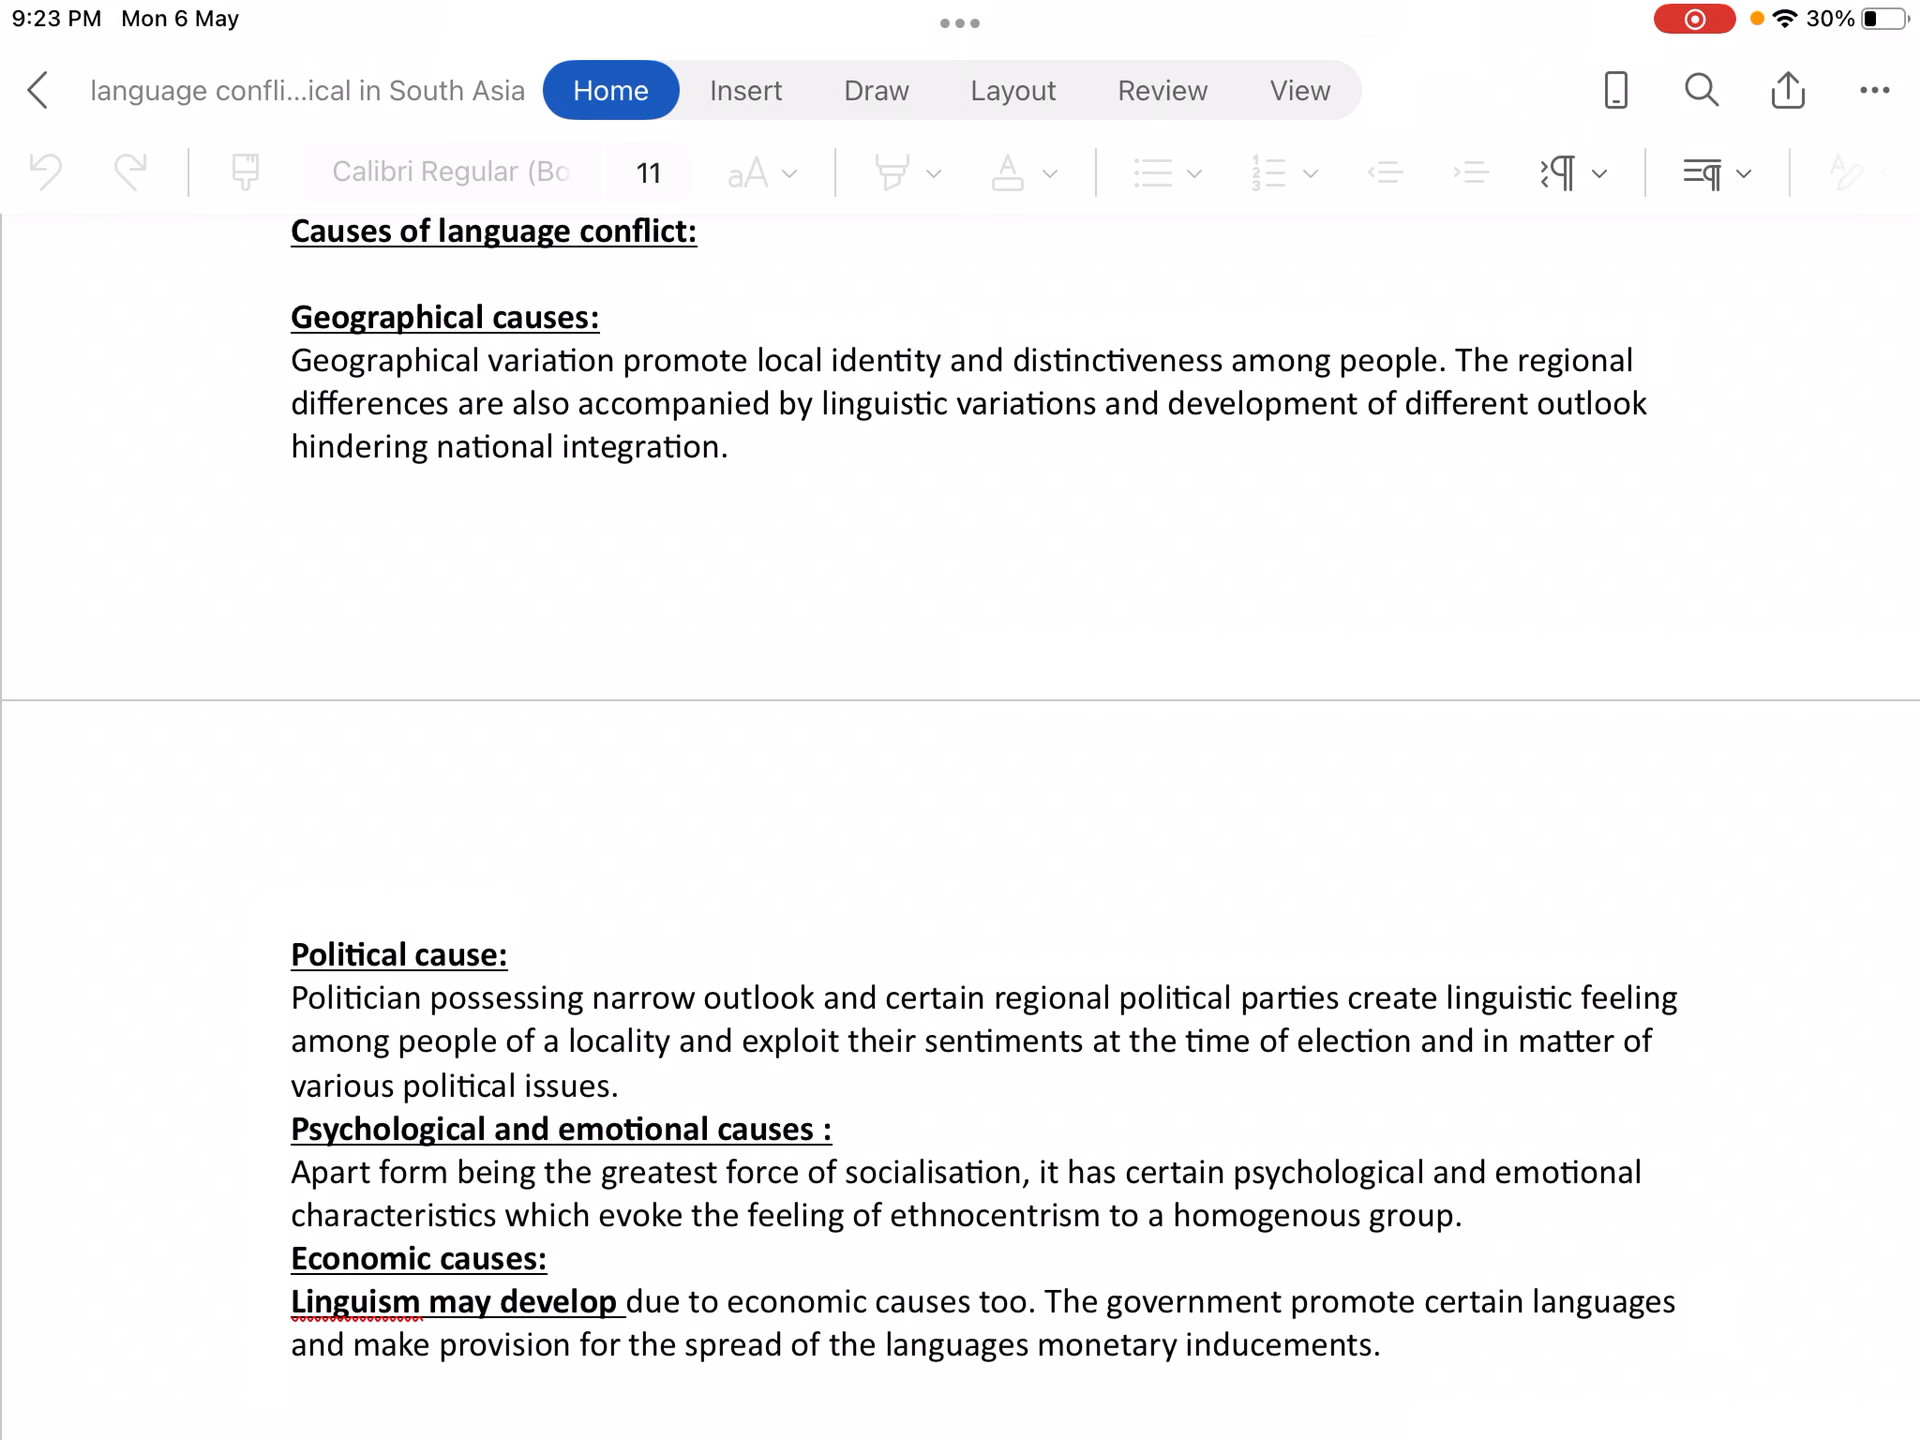 9:23 PM Mon 6 May
30%
language confli...ical in South Asia
Home
Insert
Draw
Layout
Review
View
Calibri Regular (Bo
11
aA
A
1
2
3
A
Causes of language conflict:
Geographical causes:
Geographical variation promote local identity and distinctiveness among people. The regional
differences are also accompanied by linguistic variations and development of different outlook
hindering national integration.
Political cause:
Politician possessing narrow outlook and certain regional political parties create linguistic feeling
among people of a locality and exploit their sentiments at the time of election and in matter of
various political issues.
Psychological and emotional causes :
Apart form being the greatest force of socialisation, it has certain psychological and emotional
characteristics which evoke the feeling of ethnocentrism to a homogenous group.
Economic causes:
Linguism may develop due to economic causes too. The government promote certain languages
and make provision for the spread of the languages monetary inducements.